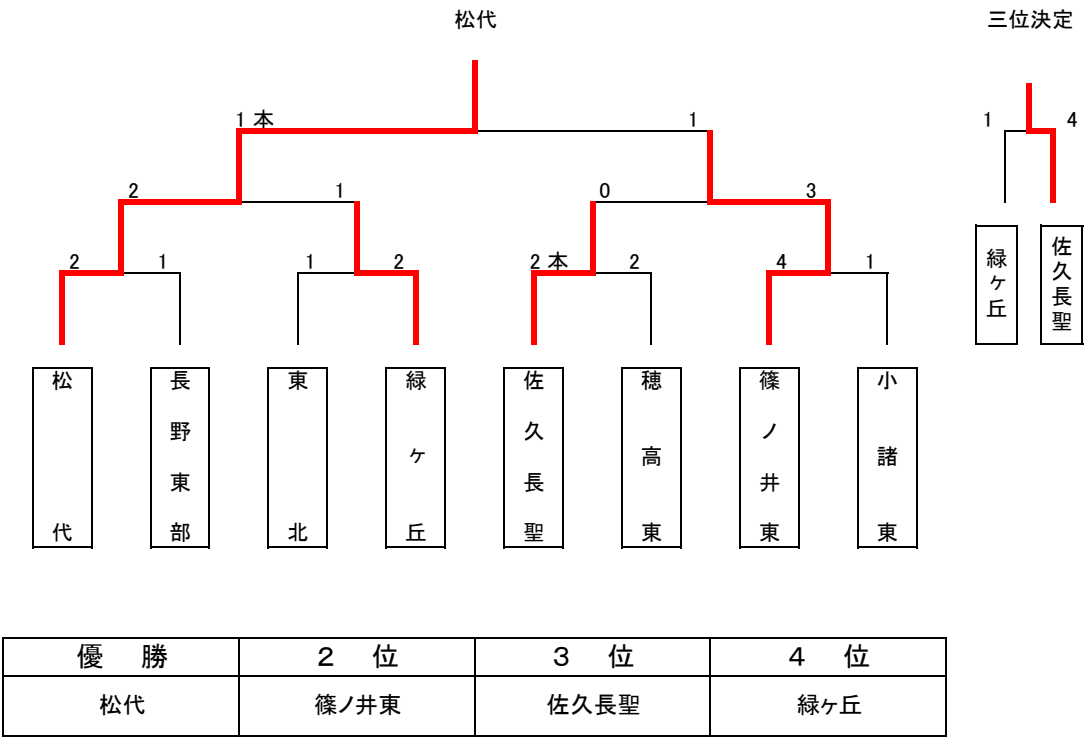 松代
三位決定
1 本
1
1
4
2
1
0
3
2
1
1
2
2 本
2
4
1
緑ヶ丘
佐久長聖
松代
長野東部
東北
緑ヶ丘
佐久長聖
穂高東
篠ノ井東
小諸東
優 勝 2 位 3 位 4 位
松代 篠ノ井東 佐久長聖 緑ヶ丘